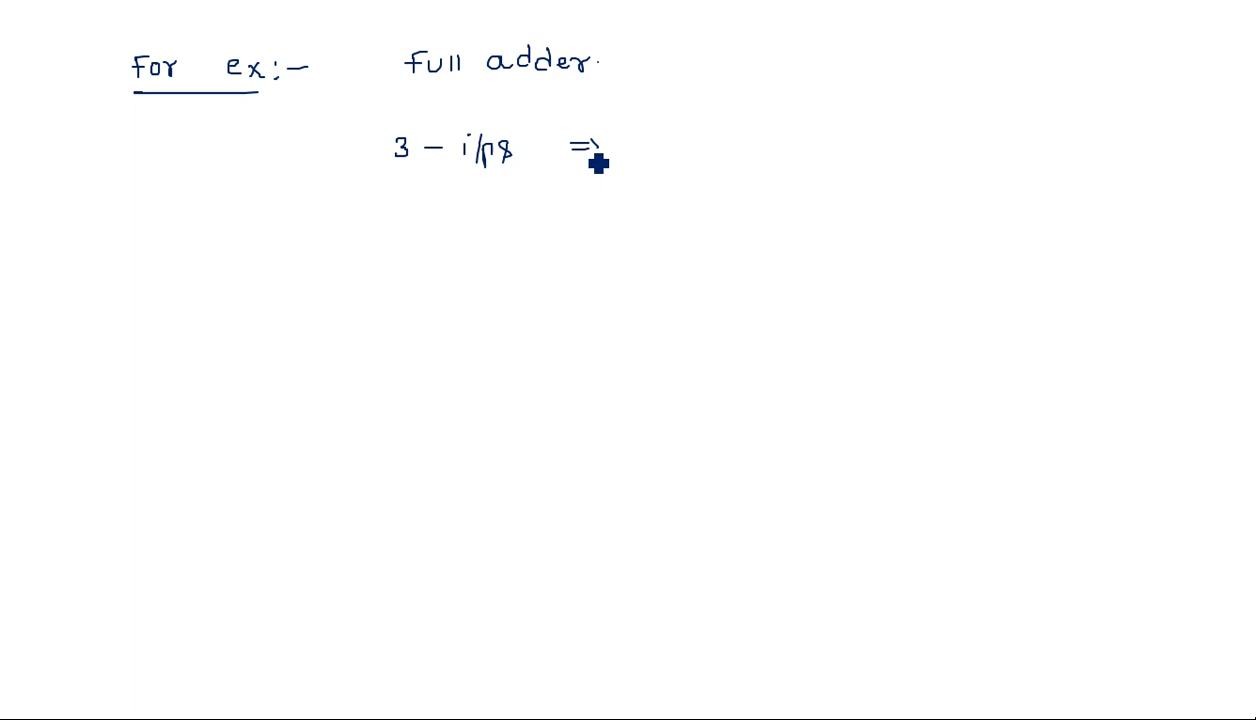 For ex:- Full adder.
3 - i/ps =>